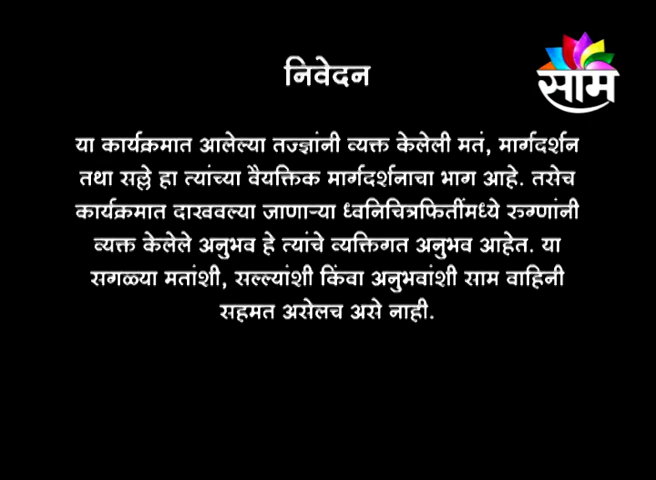 निवेदन
साम
या कार्यक्रमात आलेल्या तज्ज्ञांनी व्यक्त केलेली मतं, मार्गदर्शन
तथा सल्ले हा त्यांच्या वैयक्तिक मार्गदर्शनाचा भाग आहे. तसेच
कार्यक्रमात दाखवल्या जाणाऱ्या ध्वनिचित्रफितींमध्ये रुग्णांनी
व्यक्त केलेले अनुभव हे त्यांचे व्यक्तिगत अनुभव आहेत. या
सगळ्या मतांशी, सल्ल्यांशी किंवा अनुभवांशी साम वाहिनी
सहमत असेलच असे नाही.